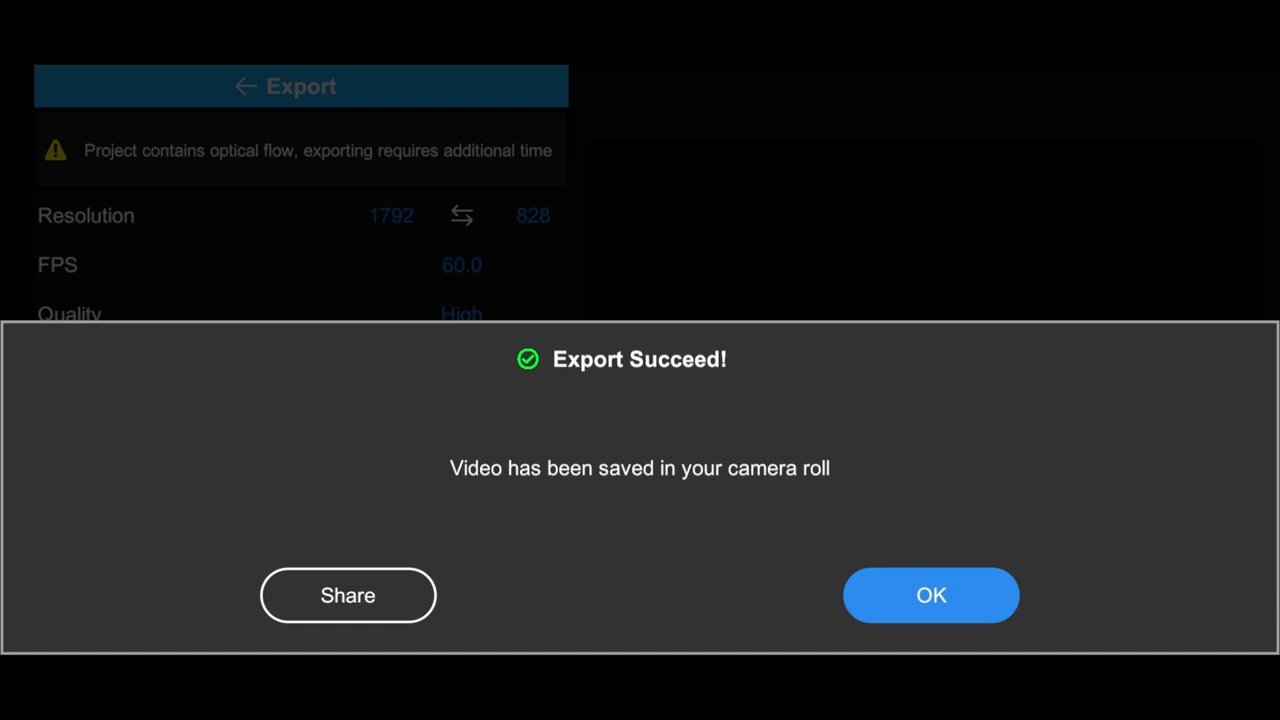 ← Export
Project contains optical flow, exporting requires additional time
Resolution 1792 ⇆ 828
FPS 60.0
Quality High
Export Succeed!
Video has been saved in your camera roll
Share OK